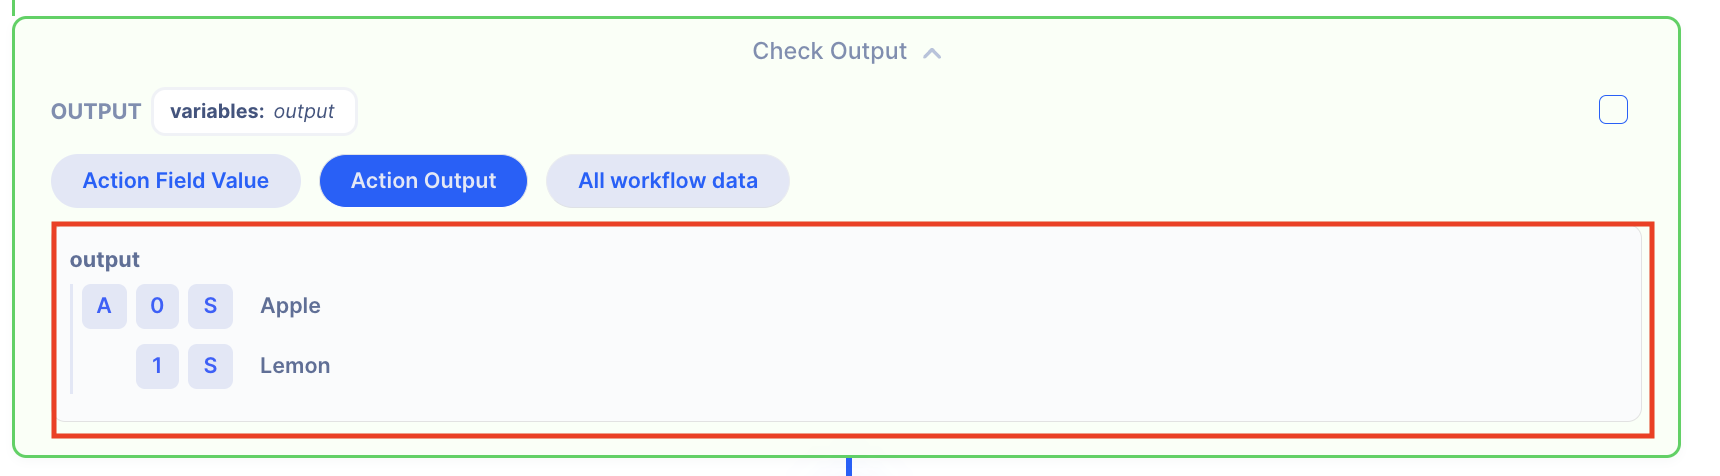 Check Output
OUTPUT variables: output
Action Field Value Action Output All workflow data
output
A 0 S Apple
1 S Lemon